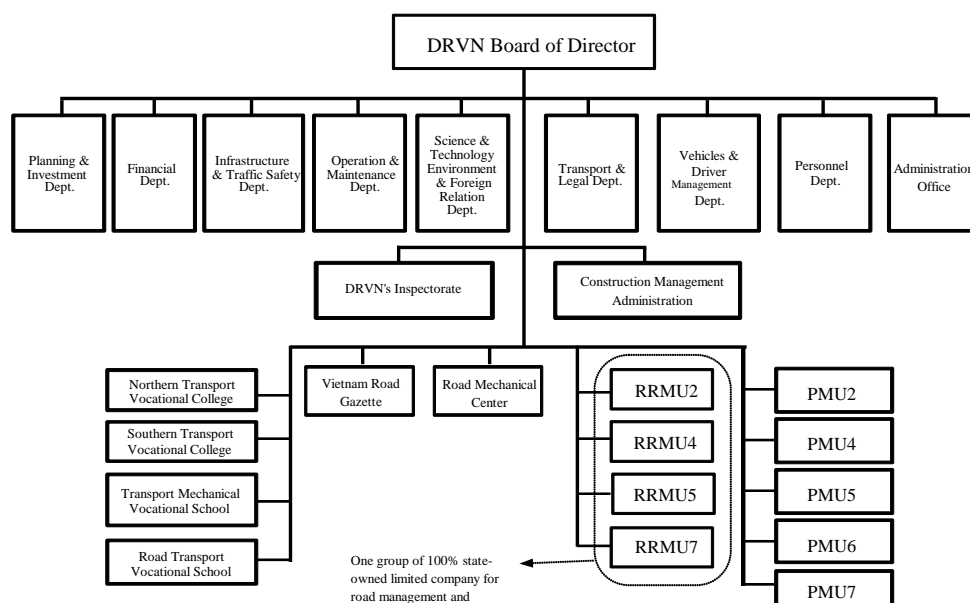 DRVN Board of Director
Planning &
Investment
Dept.
Financial
Dept.
Infrastructure
& Traffic Safety
Dept.
Operation &
Maintenance
Dept.
Science &
Technology
Environment
& Foreign
Relation
Dept.
Transport &
Legal Dept.
Vehicles &
Driver
Management
Dept.
Personnel
Dept.
Administration
Office
DRVN's Inspectorate
Construction Management
Administration
Northern Transport
Vocational College
Southern Transport
Vocational College
Transport Mechanical
Vocational School
Road Transport
Vocational School
Vietnam Road
Gazette
Road Mechanical
Center
RRMU2
RRMU4
RRMU5
RRMU7
PMU2
PMU4
PMU5
PMU6
PMU7
One group of 100% state-
owned limited company for
road management and